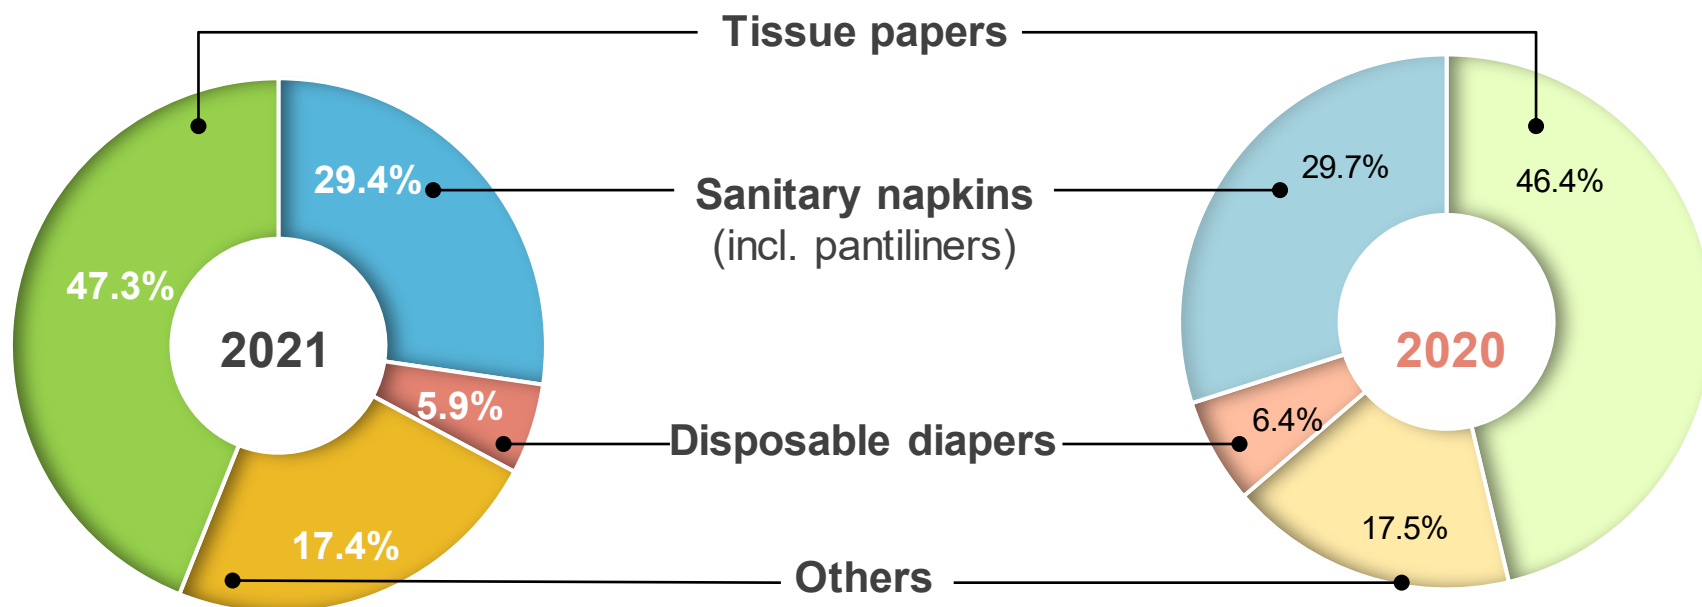 Tissue papers
29.4%
29.7%
46.4%
Sanitary napkins
(incl. pantiliners)
47.3%
2021
2020
5.9%
6.4%
Disposable diapers
17.4%
17.5%
Others